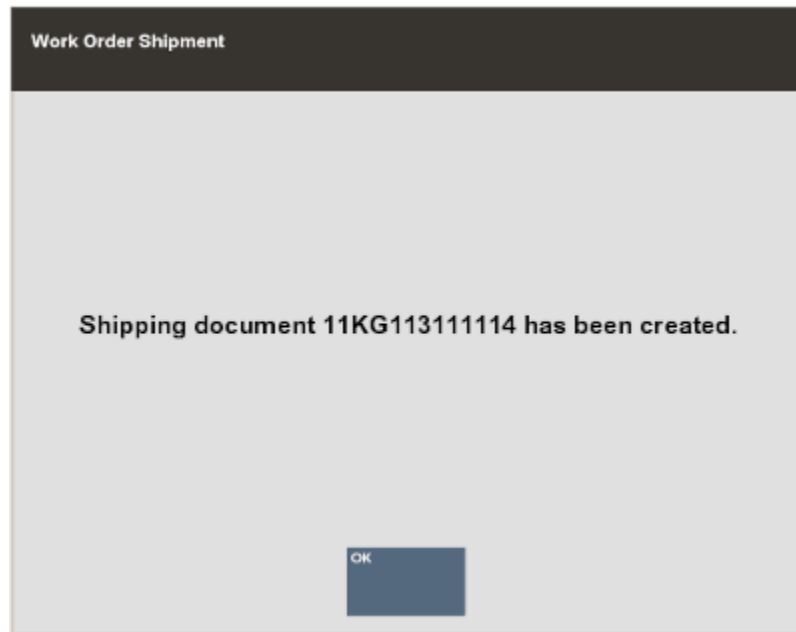 Work Order Shipment
Shipping document 11KG113111114 has been created.
OK